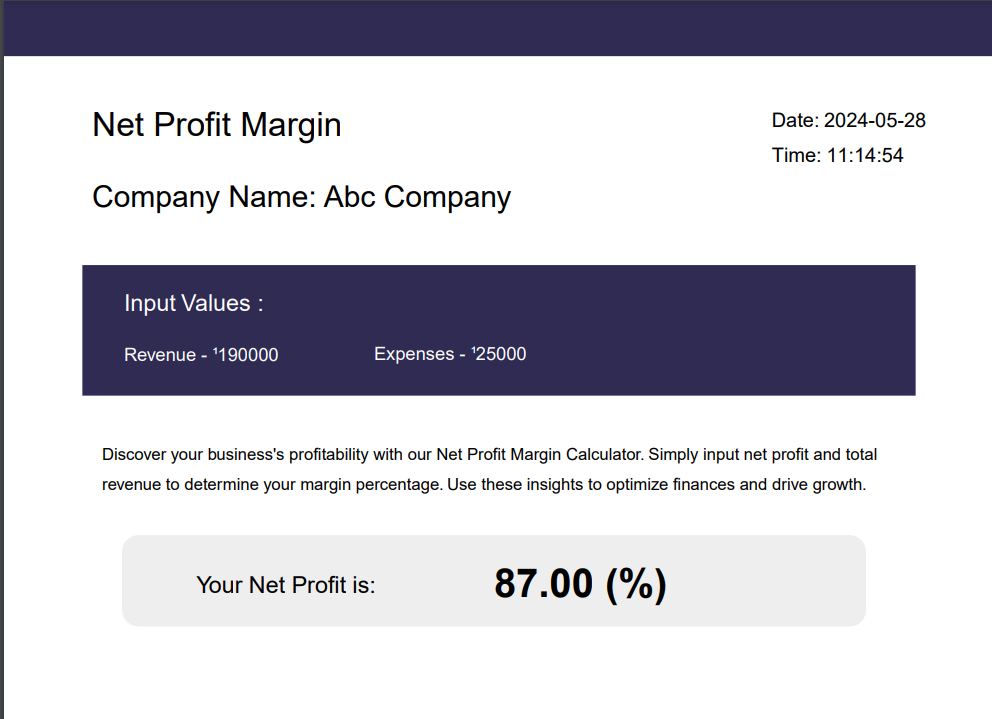 Net Profit Margin
Date: 2024-05-28
Time: 11:14:54
Company Name: Abc Company
Input Values :
Revenue - ¹190000
Expenses - ¹25000
Discover your business's profitability with our Net Profit Margin Calculator. Simply input net profit and total
revenue to determine your margin percentage. Use these insights to optimize finances and drive growth.
Your Net Profit is:
87.00 (%)